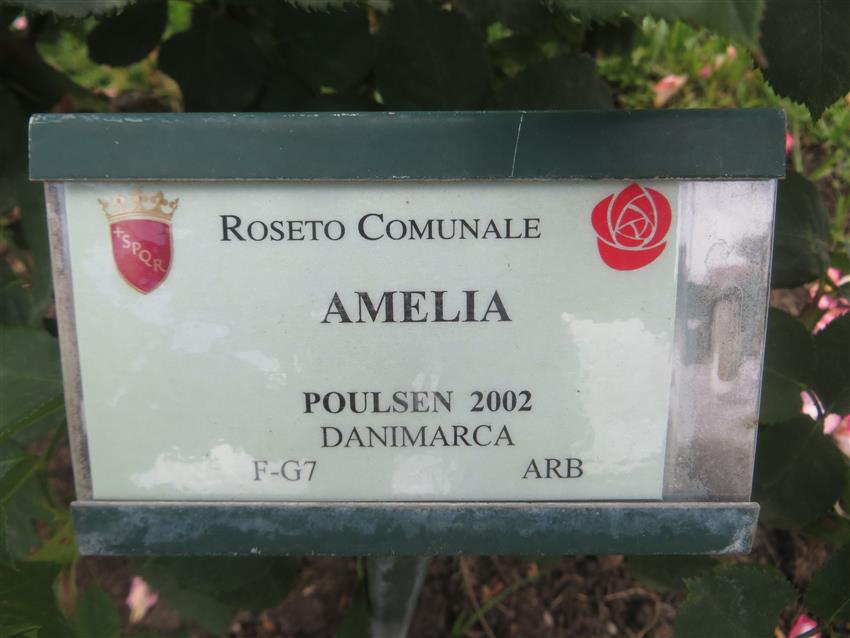 +SPQR
ROSETO COMUNALE
AMELIA
POULSEN 2002
DANIMARCA
F-G7 ARB